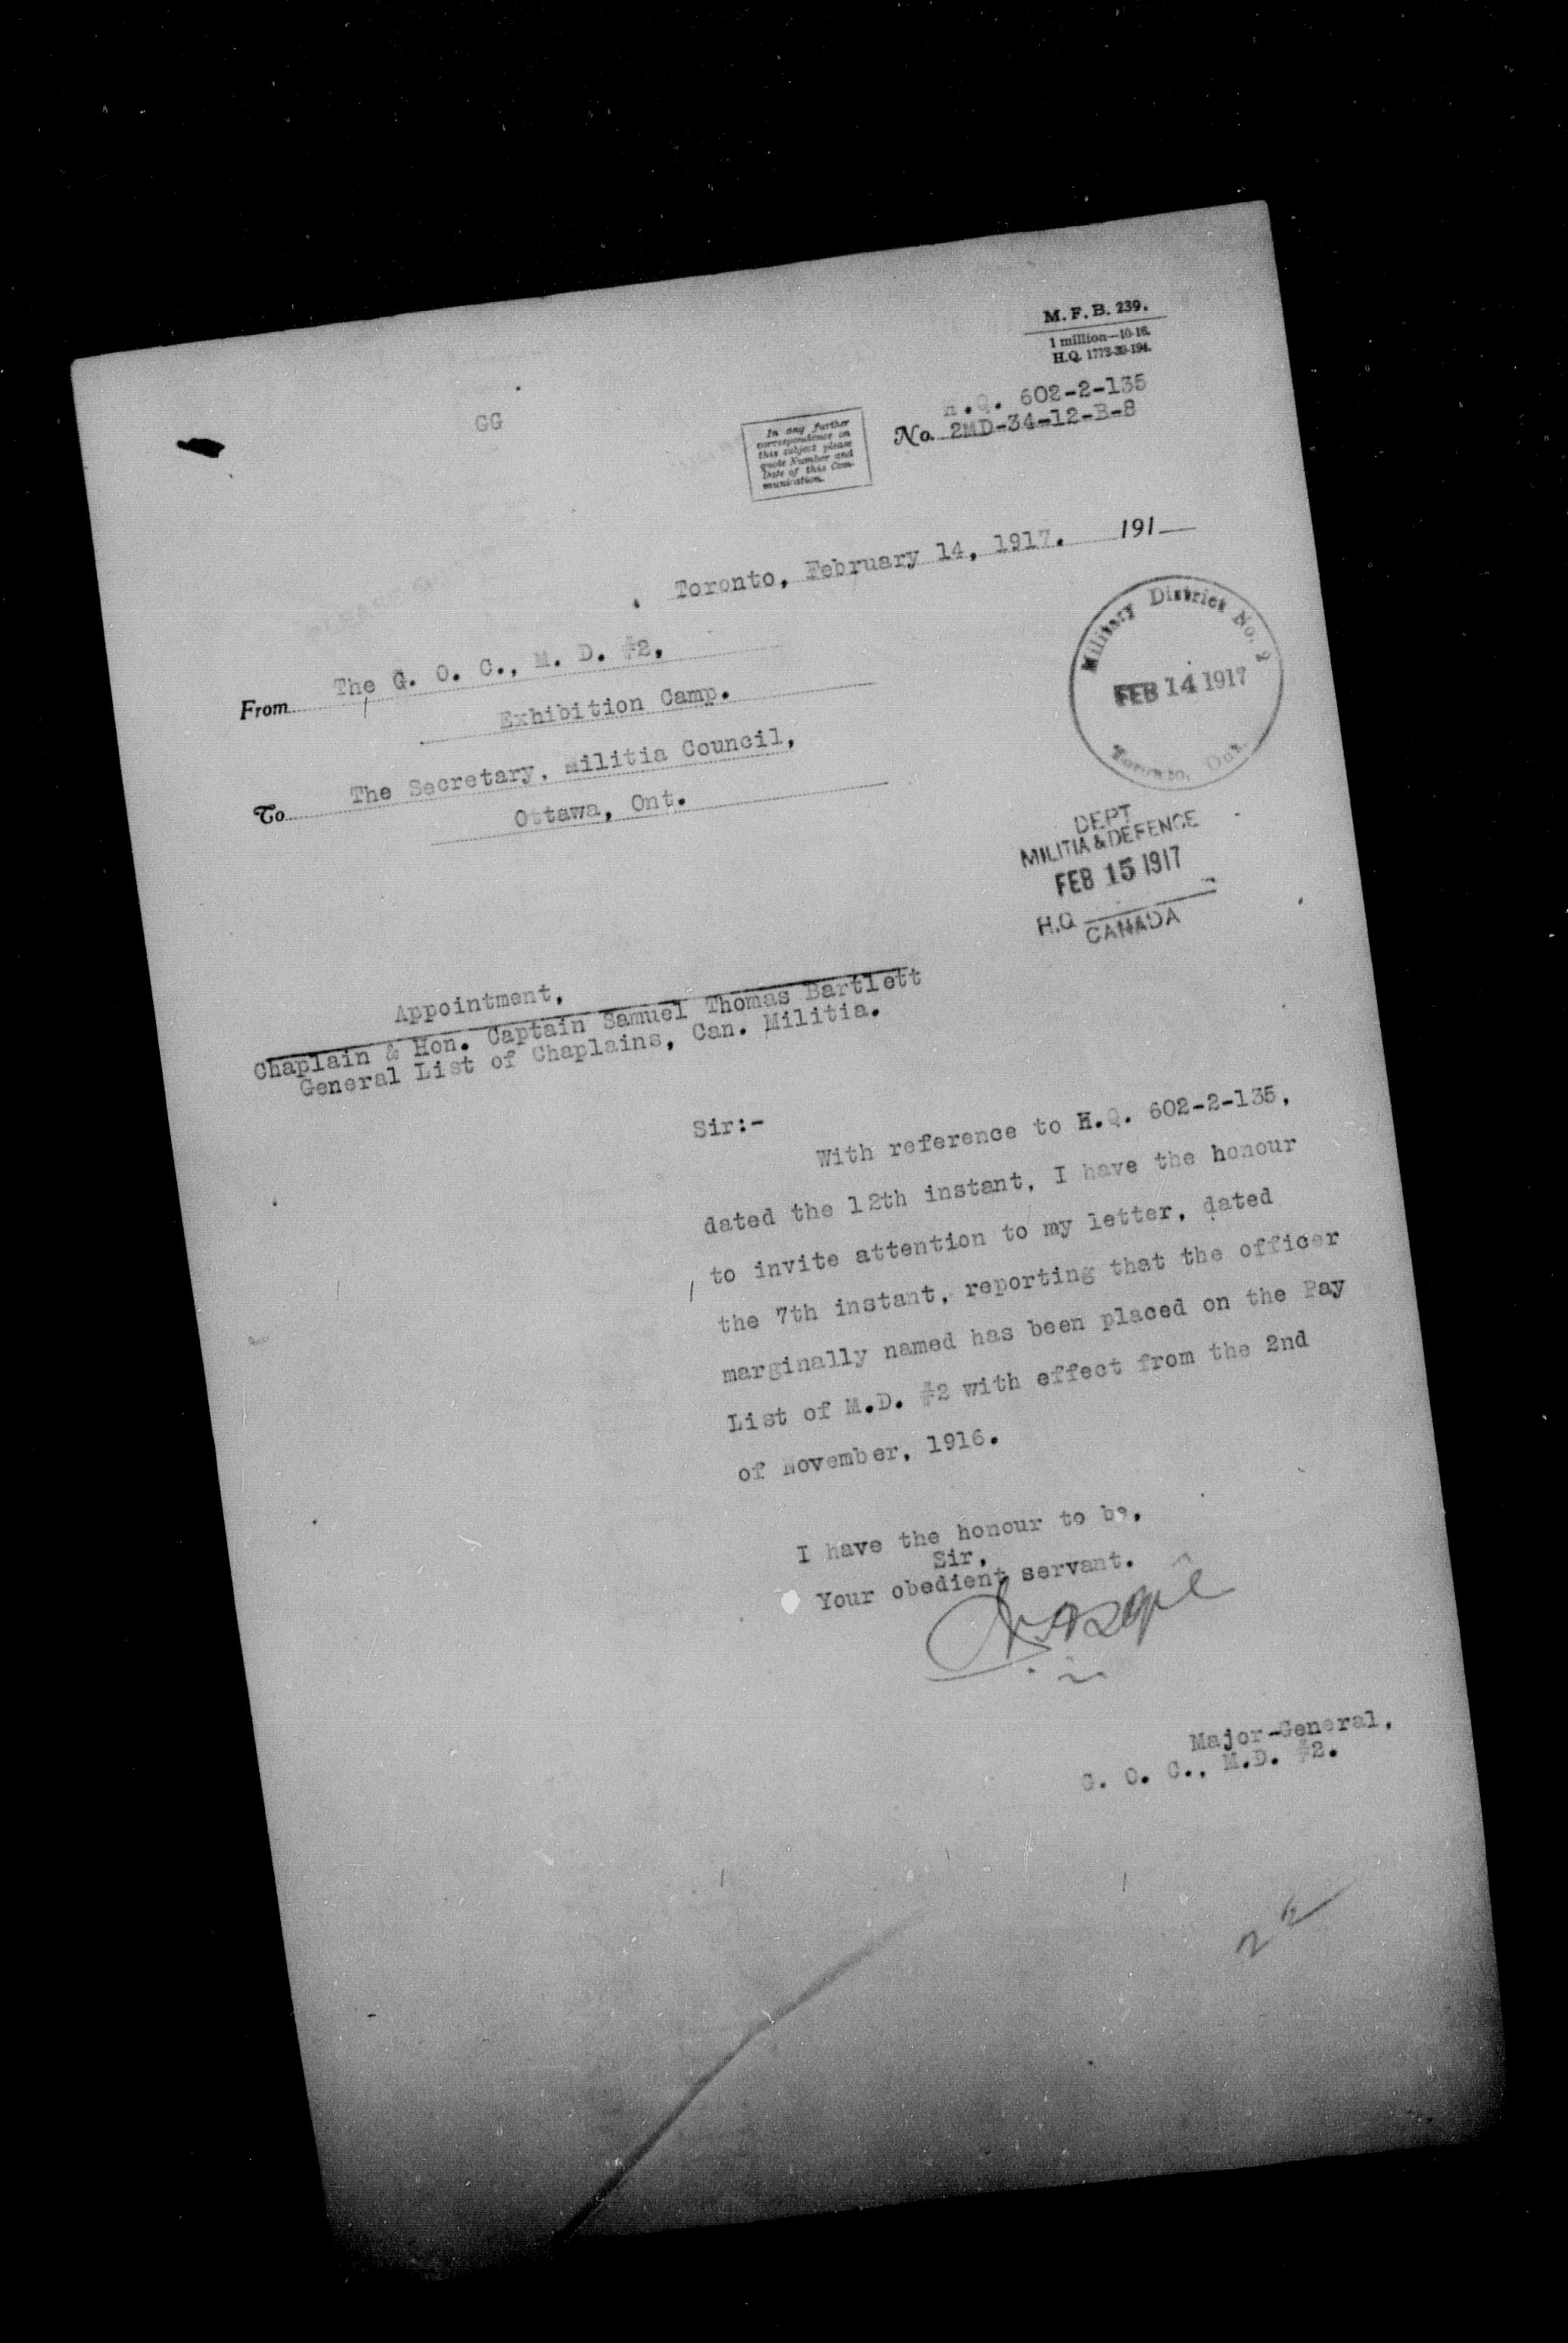 M. F. B. 239.
1 million—10-16.
H.Q. 1772-39-194.
GG
H.Q. 602-2-135
No. 2MD-34-12-B-8
In any further
correspondence on
this subject please
quote Number and
Date of this Com-
munication.
Toronto, February 14, 1917. 191
From The G. O. C., M. D. #2,
Exhibition Camp.
To The Secretary, Militia Council,
Ottawa, Ont.
Military District No. 2
FEB 14 1917
Toronto, Ont.
DEPT
MILITIA & DEFENCE
FEB 15 1917
H.Q.
CANADA
Appointment,
Chaplain & Hon. Captain Samuel Thomas Bartlett
General List of Chaplains, Can. Militia.
Sir:-
With reference to H.Q. 602-2-135,
dated the 12th instant, I have the honour
to invite attention to my letter, dated
the 7th instant, reporting that the officer
marginally named has been placed on the Pay
List of M.D. #2 with effect from the 2nd
of November, 1916.
I have the honour to be,
Sir,
Your obedient servant.
Major-General,
G. O. C., M.D. #2.